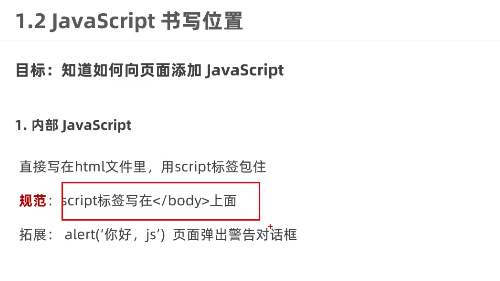 1.2 JavaScript 书写位置
目标：知道如何向页面添加 JavaScript
1. 内部 JavaScript
直接写在html文件里，用script标签包住
规范：script标签写在</body>上面
拓展： alert(‘你好，js’) 页面弹出警告对话框